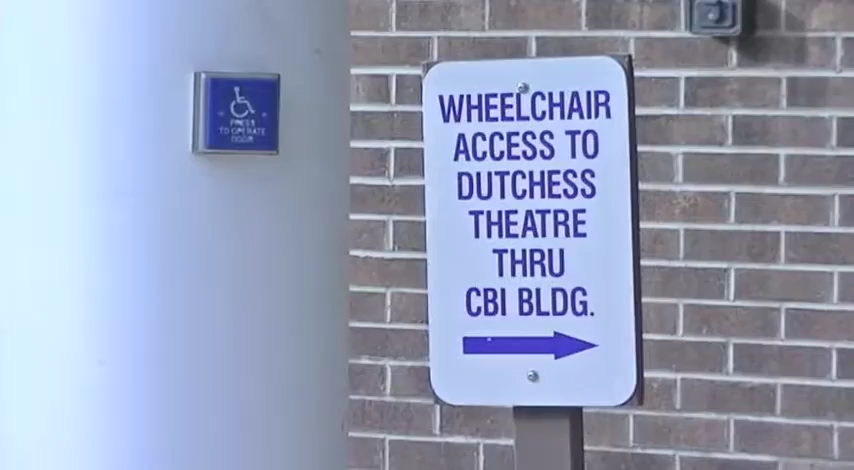 PRESS
TO OPERATE
DOOR
WHEELCHAIR
ACCESS TO
DUTCHESS
THEATRE
THRU
CBI BLDG.